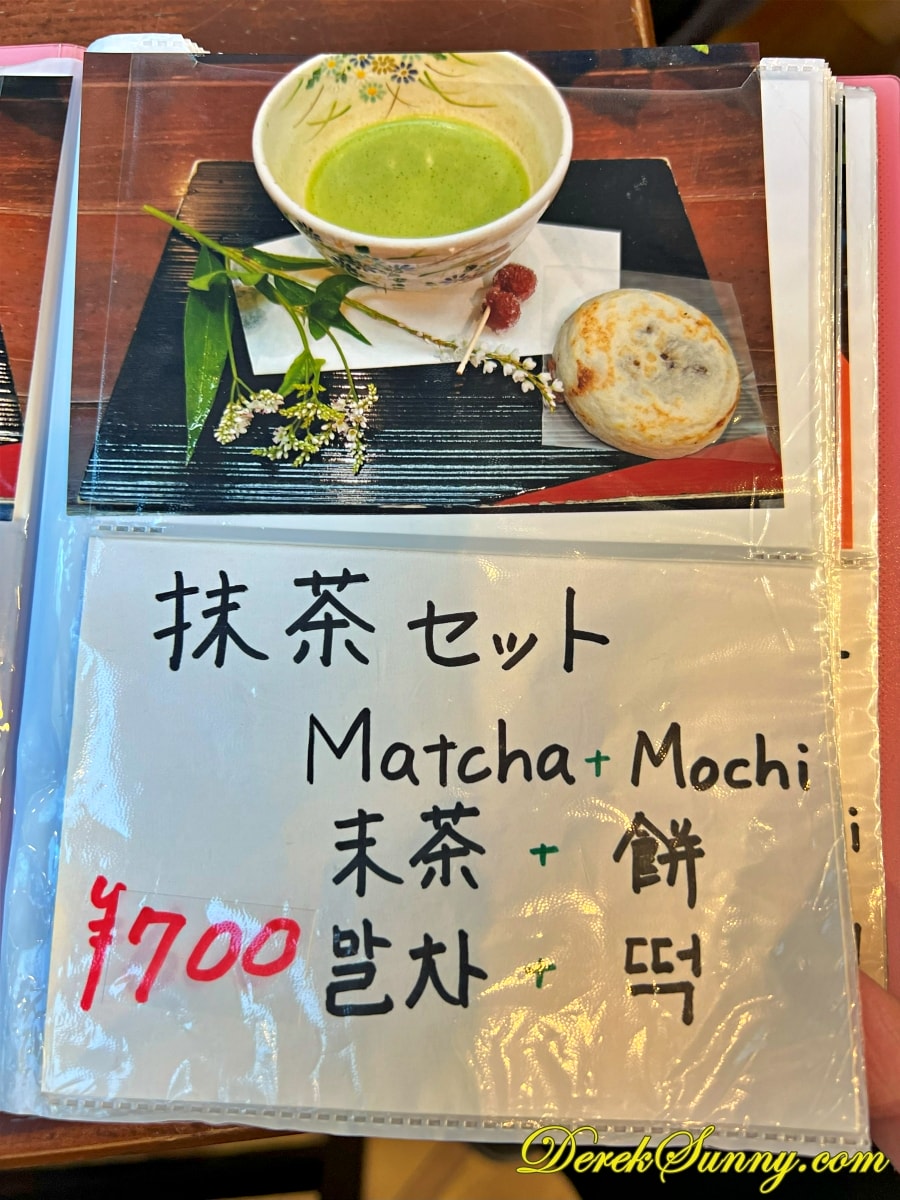 抹茶セット
Matcha + Mochi
末茶 + 餅
¥700
말차 + 떡
DerekSunny.com